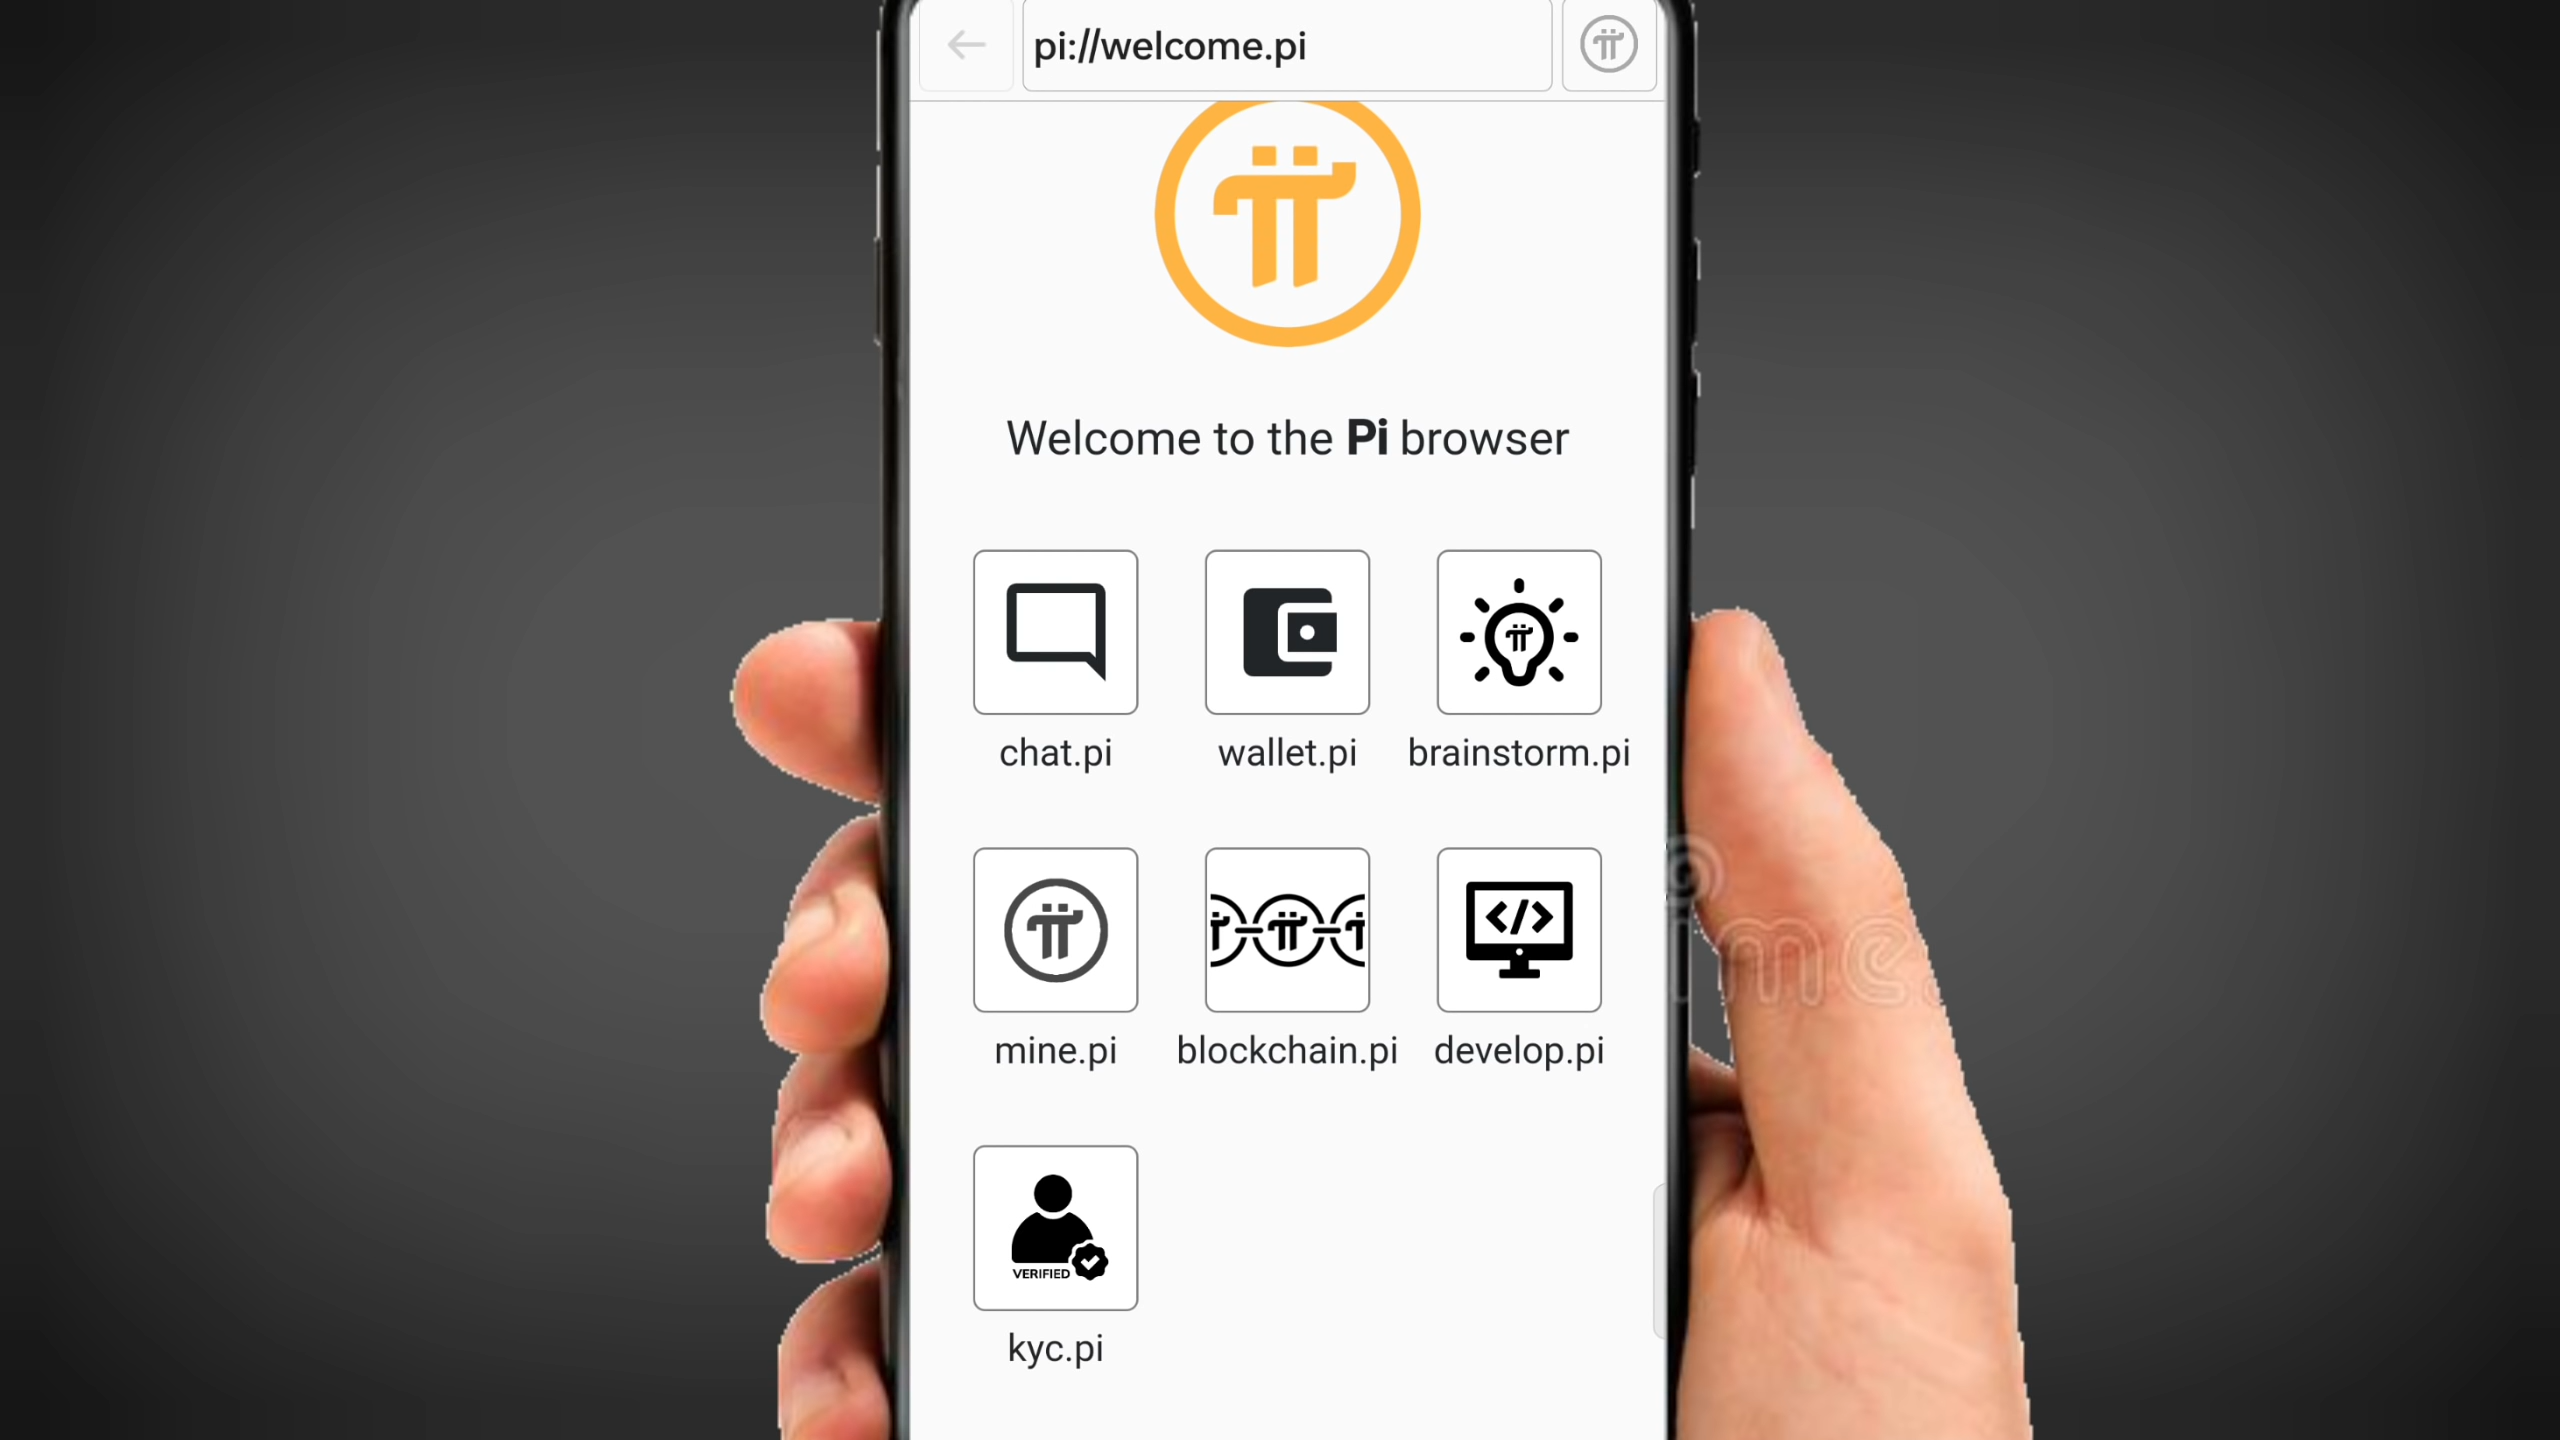 pi://welcome.pi
Welcome to the Pi browser
chat.pi
wallet.pi
brainstorm.pi
mine.pi
blockchain.pi
develop.pi
VERIFIED
kyc.pi